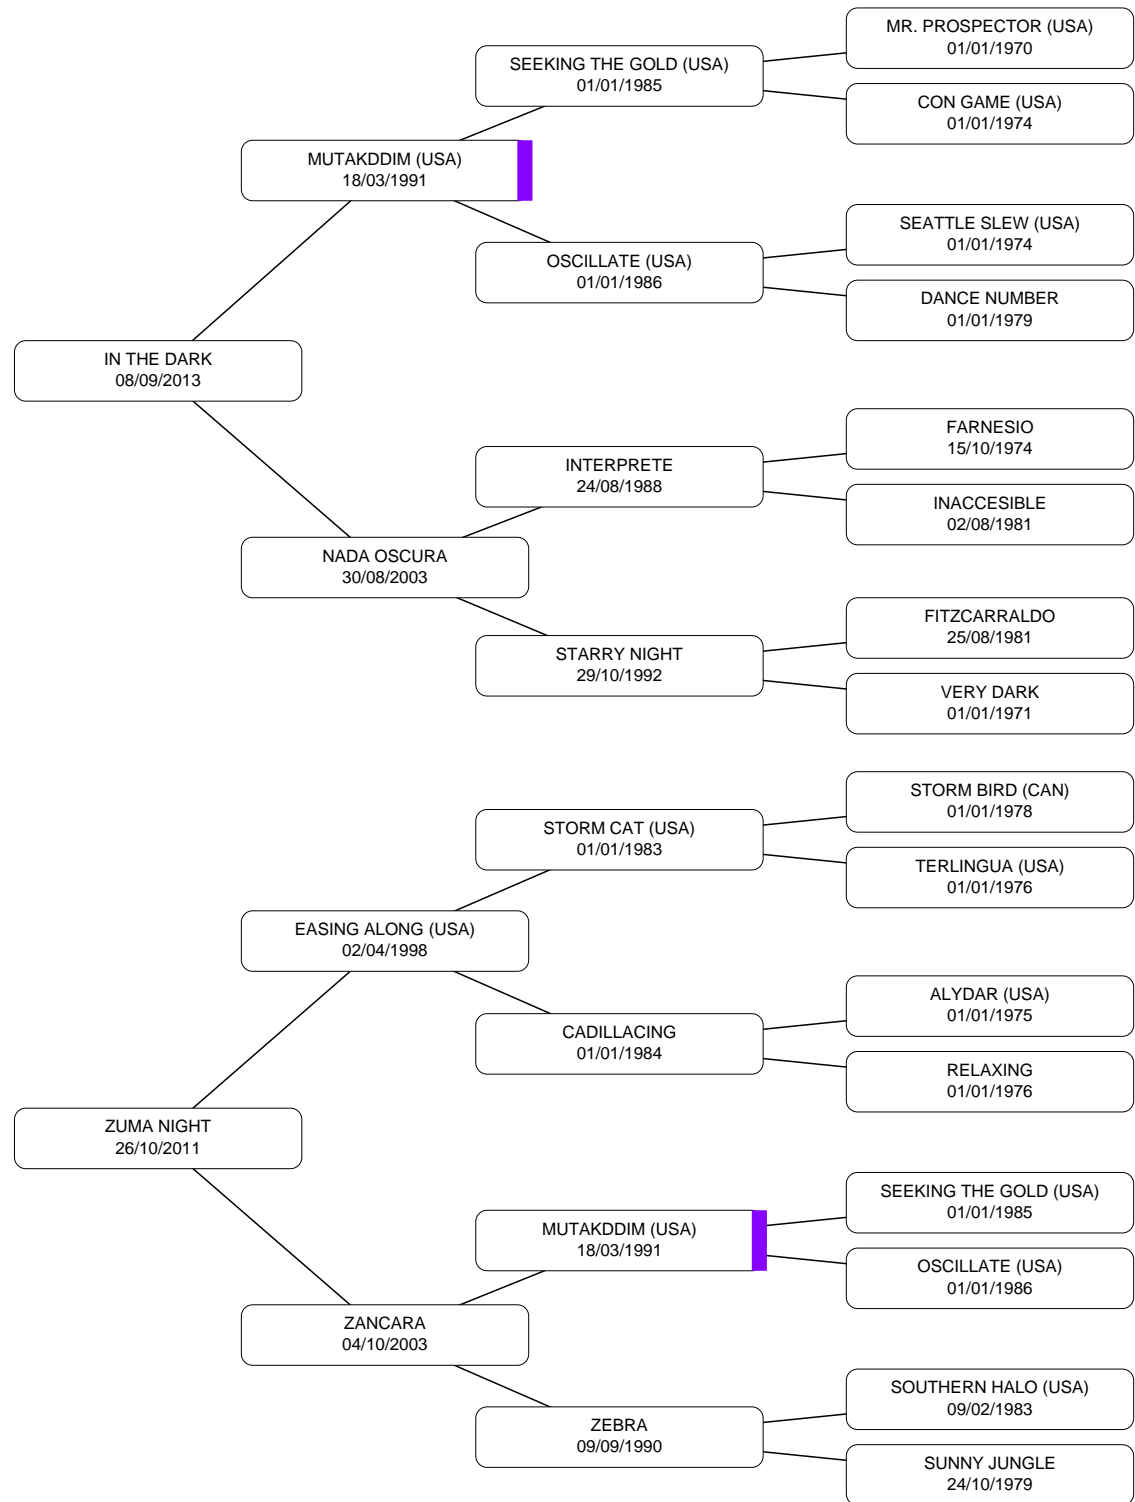 MR. PROSPECTOR (USA)
01/01/1970
SEEKING THE GOLD (USA)
01/01/1985
CON GAME (USA)
01/01/1974
MUTAKDDIM (USA)
18/03/1991
SEATTLE SLEW (USA)
01/01/1974
OSCILLATE (USA)
01/01/1986
DANCE NUMBER
01/01/1979
IN THE DARK
08/09/2013
FARNESIO
15/10/1974
INTERPRETE
24/08/1988
INACCESIBLE
02/08/1981
NADA OSCURA
30/08/2003
FITZCARRALDO
25/08/1981
STARRY NIGHT
29/10/1992
VERY DARK
01/01/1971
STORM BIRD (CAN)
01/01/1978
STORM CAT (USA)
01/01/1983
TERLINGUA (USA)
01/01/1976
EASING ALONG (USA)
02/04/1998
ALYDAR (USA)
01/01/1975
CADILLACING
01/01/1984
RELAXING
01/01/1976
ZUMA NIGHT
26/10/2011
SEEKING THE GOLD (USA)
01/01/1985
MUTAKDDIM (USA)
18/03/1991
OSCILLATE (USA)
01/01/1986
ZANCARA
04/10/2003
SOUTHERN HALO (USA)
09/02/1983
ZEBRA
09/09/1990
SUNNY JUNGLE
24/10/1979